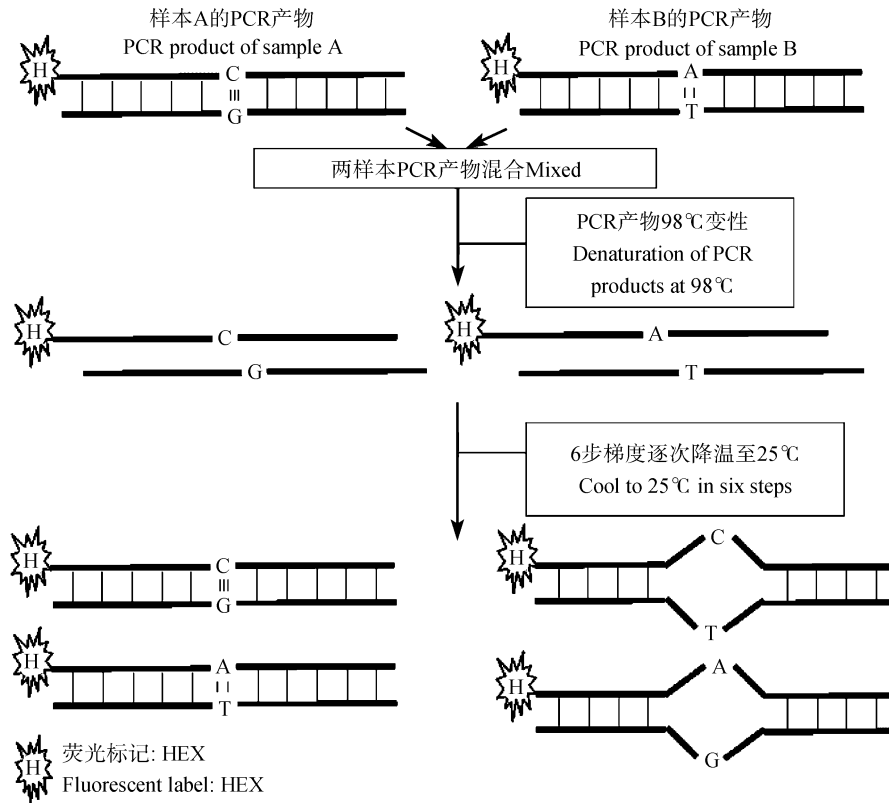 样本A的PCR产物
PCR product of sample A
样本B的PCR产物
PCR product of sample B
H
C
G
H
A
T
两样本PCR产物混合Mixed
PCR产物98℃变性
Denaturation of PCR
products at 98℃
H
C
G
H
A
T
6步梯度逐次降温至25℃
Cool to 25℃ in six steps
H
C
G
H
A
T
H
C
T
H
A
G
H
荧光标记: HEX
Fluorescent label: HEX